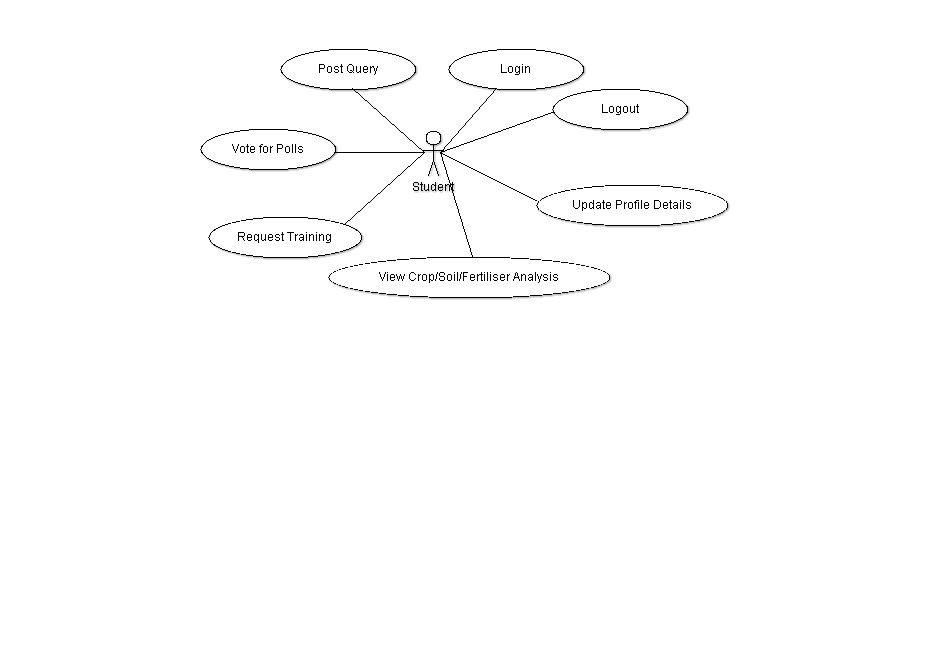 Post Query
Login
Logout
Vote for Polls
Student
Update Profile Details
Request Training
View Crop/Soil/Fertiliser Analysis